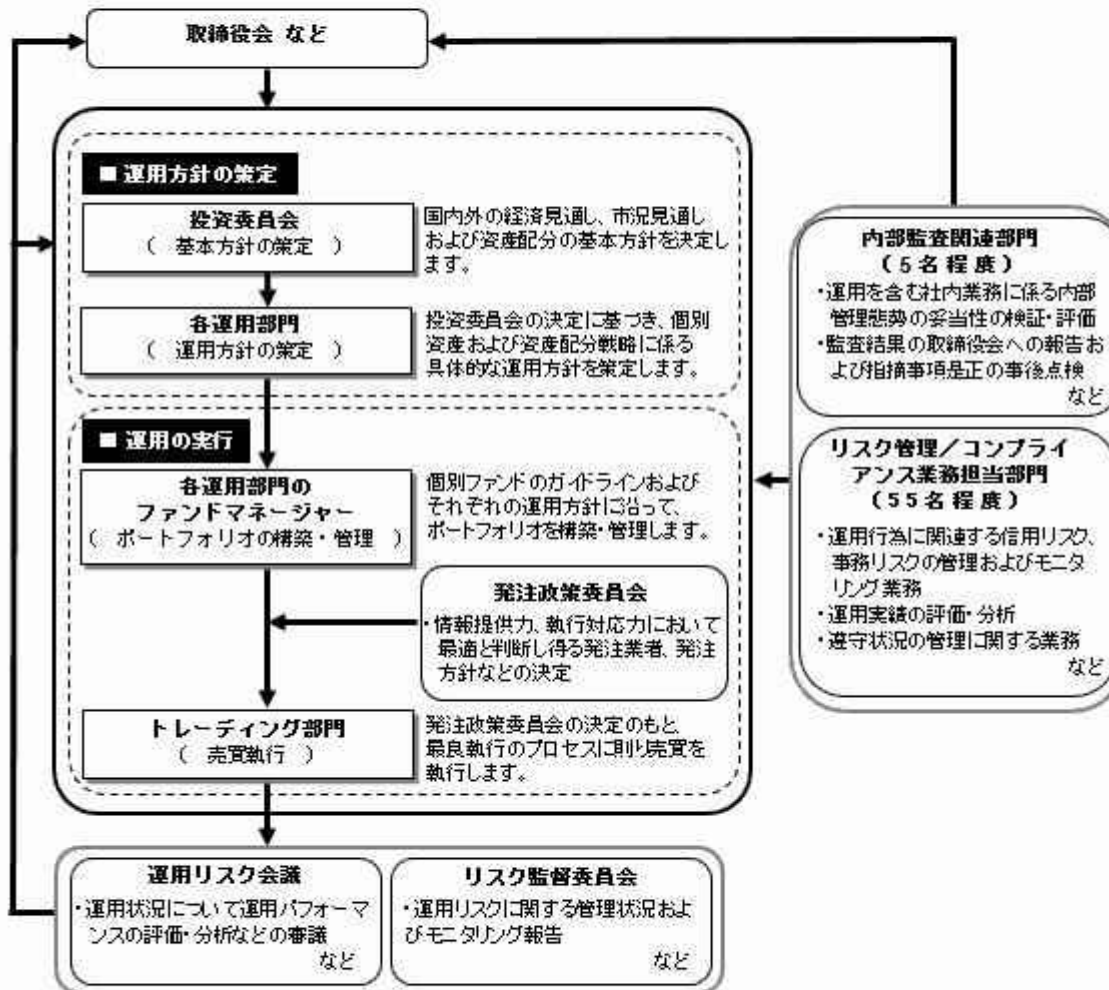 取締役会 など
■ 運用方針の策定
投資委員会
（ 基本方針の策定 ）
国内外の経済見通し、市況見通し
および資産配分の基本方針を決定し
ます。
各運用部門
（ 運用方針の策定 ）
投資委員会の決定に基づき、個別
資産および資産配分戦略に係る
具体的な運用方針を策定します。
■ 運用の実行
各運用部門の
ファンドマネージャー
（ ポートフォリオの構築・管理 ）
個別ファンドのガイドラインおよび
それぞれの運用方針に沿って、
ポートフォリオを構築・管理します。
発注政策委員会
・情報提供力、執行対応力において
最適と判断し得る発注業者、発注
方針などの決定
トレーディング部門
（ 売買執行 ）
発注政策委員会の決定のもと、
最良執行のプロセスに則り売買を
執行します。
内部監査関連部門
（５名程度）
・運用を含む社内業務に係る内部
管理態勢の妥当性の検証・評価
・監査結果の取締役会への報告お
よび指摘事項是正の事後点検
など
リスク管理／コンプライ
アンス業務担当部門
（５５名程度）
・運用行為に関連する信用リスク、
事務リスクの管理およびモニタ
リング業務
・運用実績の評価・分析
・遵守状況の管理に関する業務
など
運用リスク会議
・運用状況について運用パフォーマ
ンスの評価・分析などの審議
など
リスク監督委員会
・運用リスクに関する管理状況およ
びモニタリング報告
など